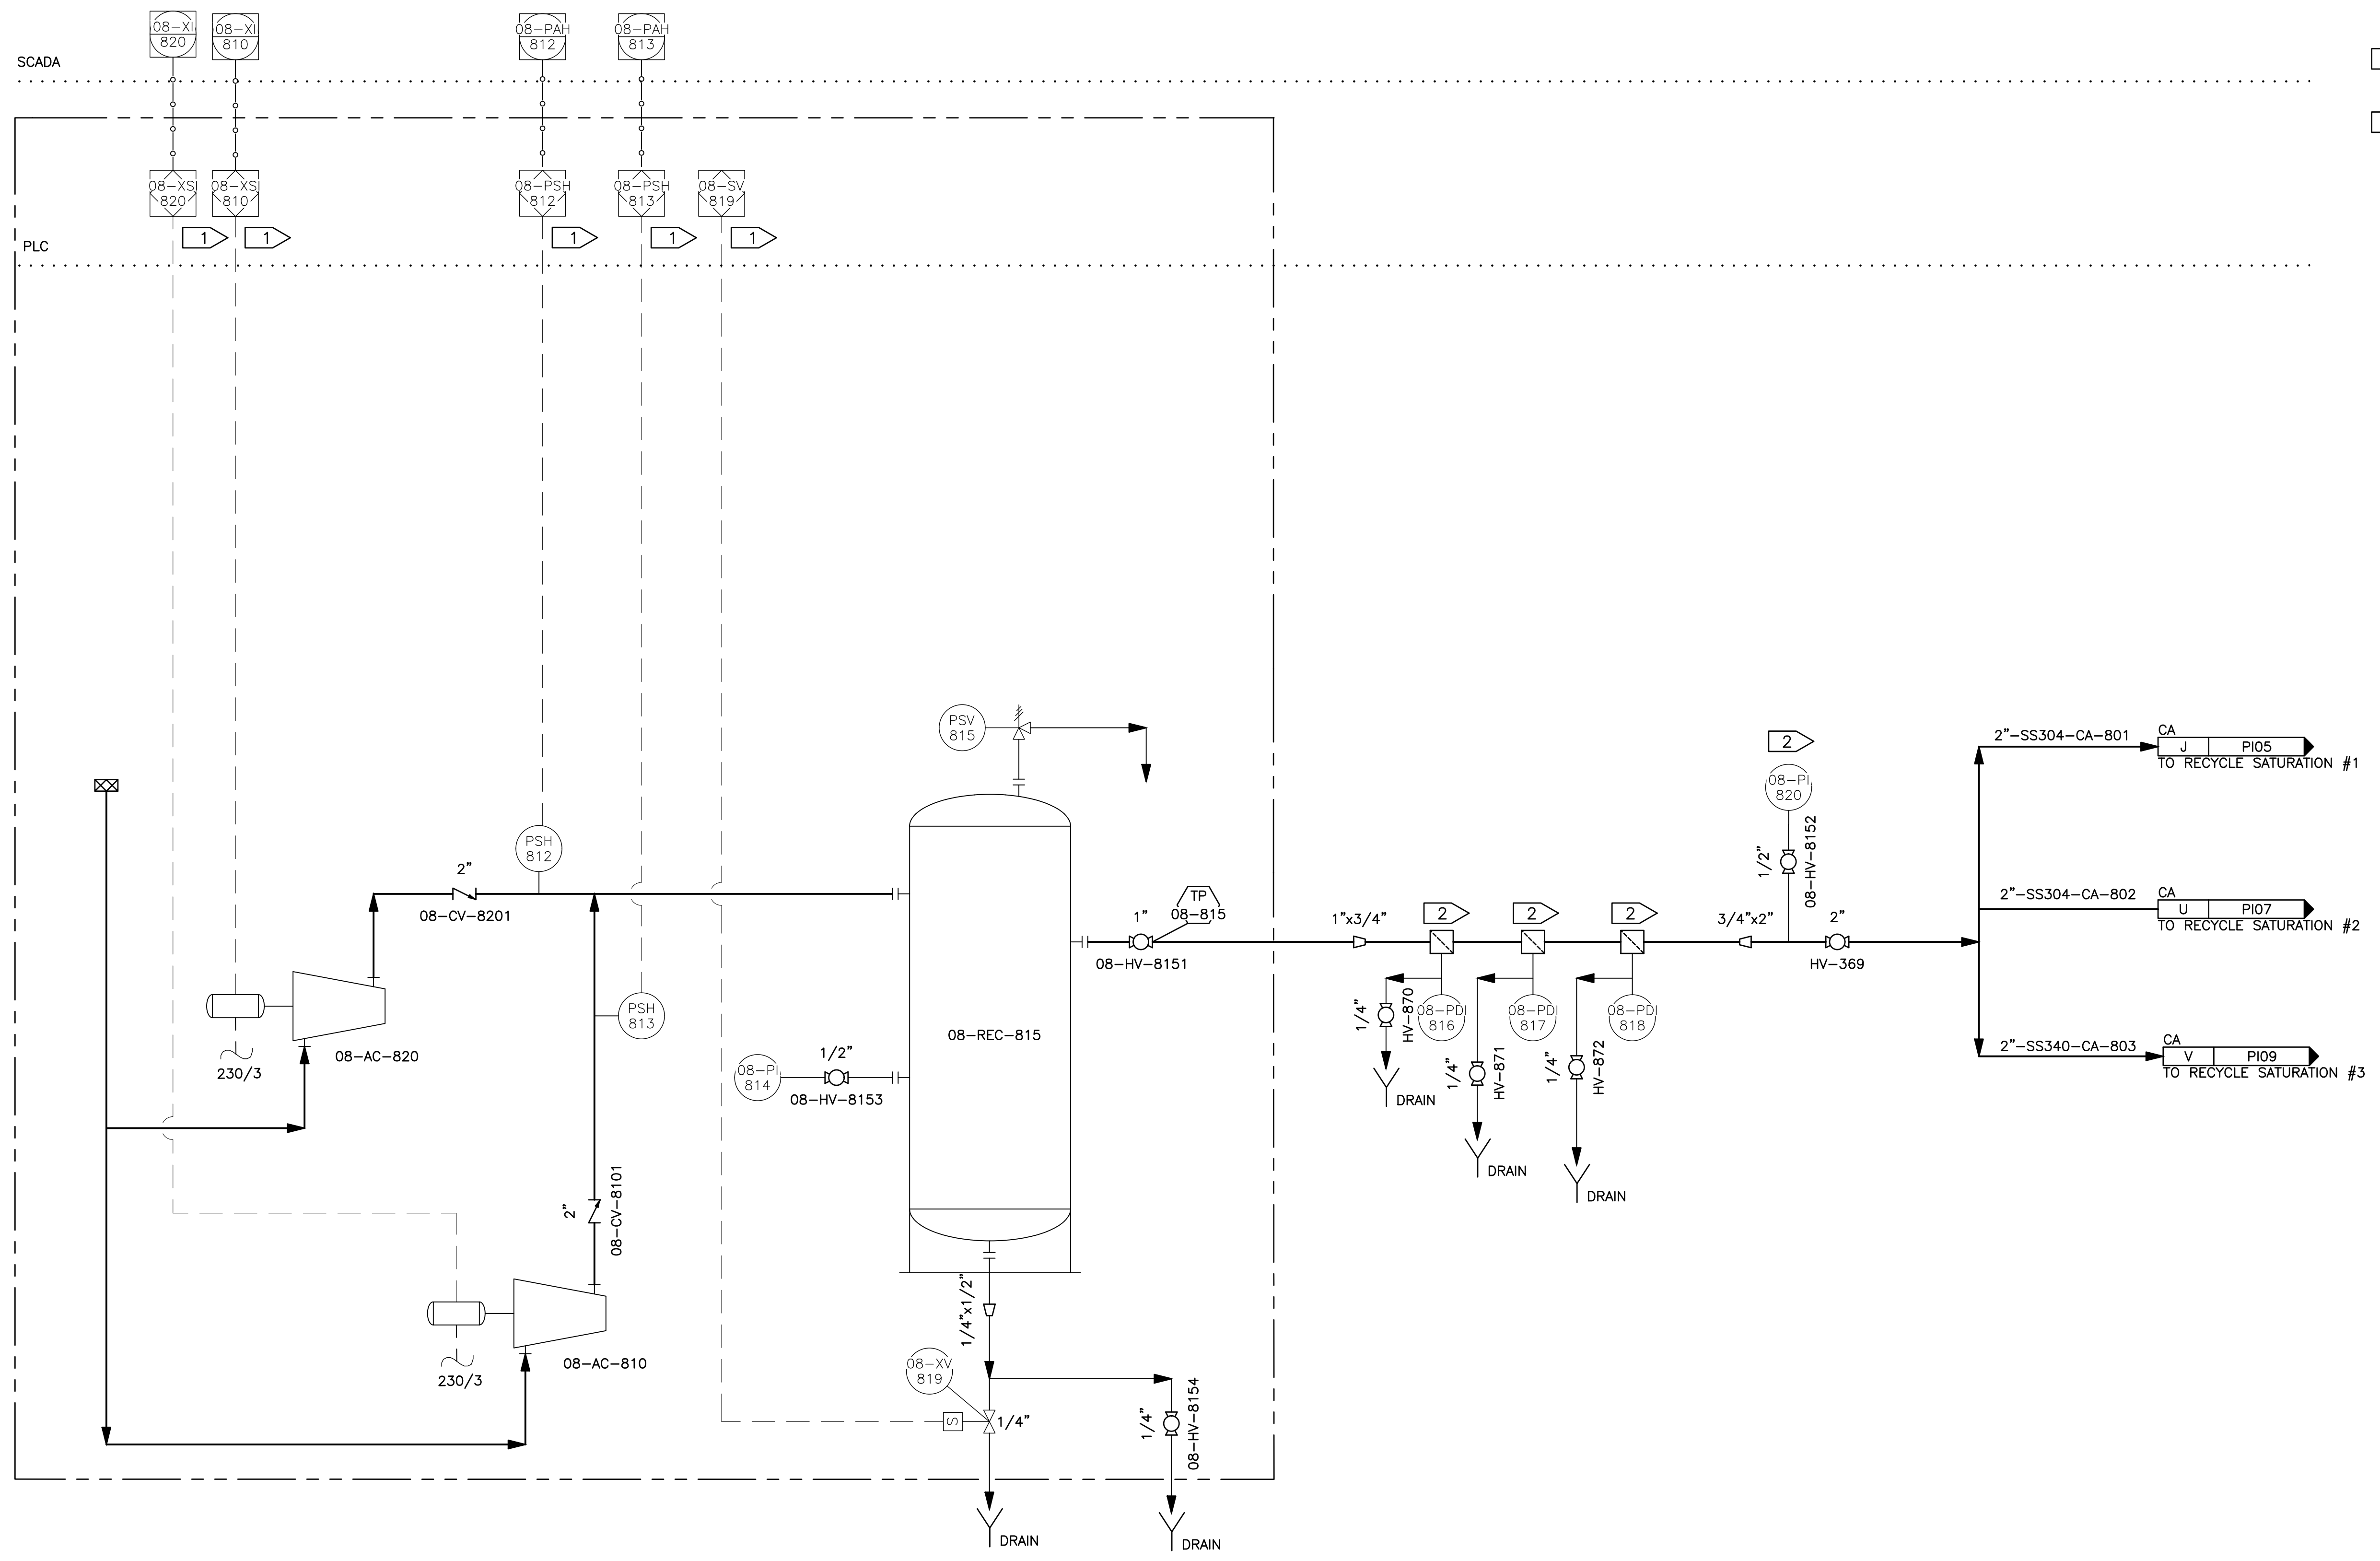 08-XI
820
08-XI
810
08-PAH
812
08-PAH
813
SCADA
08-XSI
820
08-XSI
810
08-PSH
812
08-PSH
813
08-SV
819
1
1
1
1
1
PLC
PSV
815
2"-SS304-CA-801
CA
J
PI05
TO RECYCLE SATURATION #1
2
08-PI
820
1/2"
08-HV-8152
PSH
812
2"
08-CV-8201
TP
08-815
1"
08-HV-8151
1"x3/4"
2
2
2
3/4"x2"
2"
HV-369
2"-SS304-CA-802
CA
U
PI07
TO RECYCLE SATURATION #2
08-PDI
816
08-PDI
817
08-PDI
818
1/4"
HV-870
1/4"
HV-871
1/4"
HV-872
DRAIN
DRAIN
DRAIN
2"-SS340-CA-803
CA
V
PI09
TO RECYCLE SATURATION #3
PSH
813
08-REC-815
08-AC-820
230/3
08-PI
814
1/2"
08-HV-8153
2"
08-CV-8101
08-AC-810
230/3
1/4"x1/2"
08-XV
819
S
1/4"
1/4"
08-HV-8154
DRAIN
DRAIN